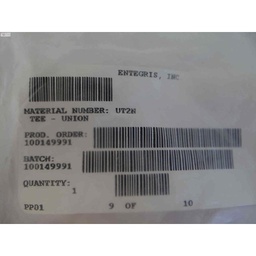 ENTEGRIS, INC
MATERIAL NUMBER: UT2N
TEE - UNION
PROD. ORDER:
100149991
BATCH:
100149991
QUANTITY:
1
PP01 9 OF 10